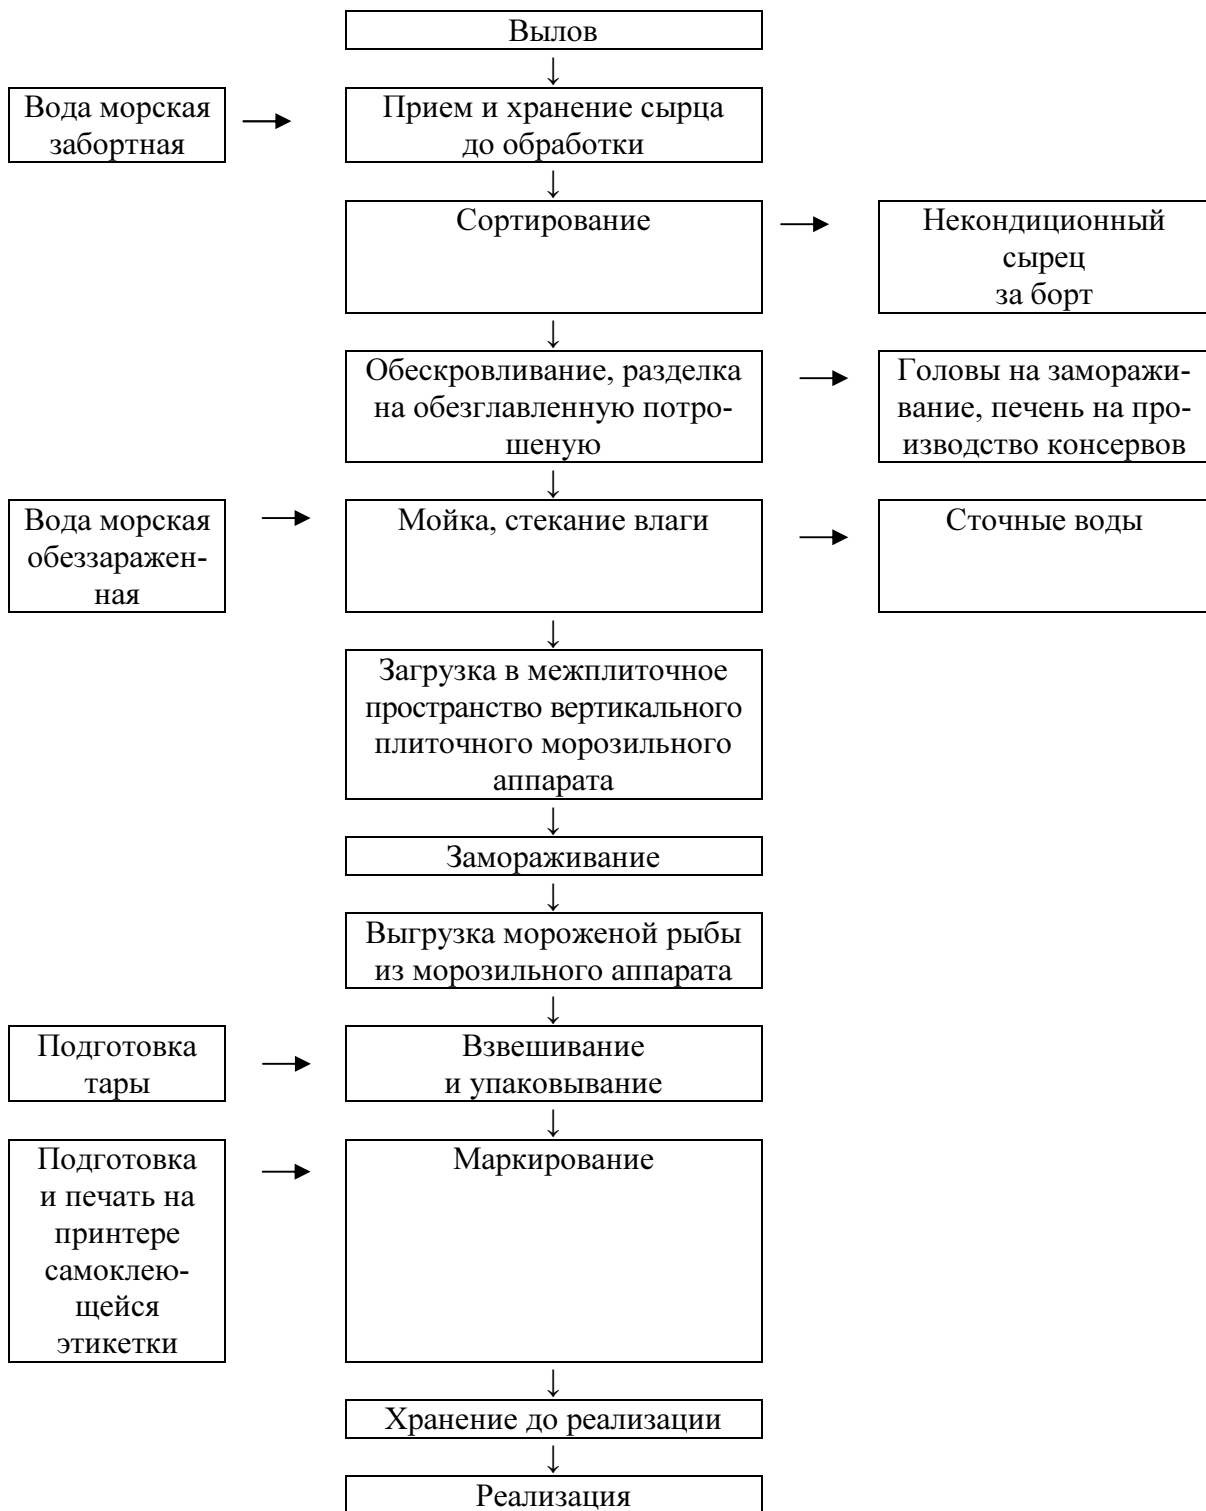 Вылов
↓
Вода морская
забортная
→
Прием и хранение сырца
до обработки
↓
Сортирование
→
Некондиционный
сырец
за борт
↓
Обескровливание, разделка
на обезглавленную потро-
шеную
→
Головы на заморажи-
вание, печень на про-
изводство консервов
↓
Вода морская
обеззаражен-
ная
→
Мойка, стекание влаги
→
Сточные воды
↓
Загрузка в межплиточное
пространство вертикального
плиточного морозильного
аппарата
↓
Замораживание
↓
Выгрузка мороженой рыбы
из морозильного аппарата
↓
Подготовка
тары
→
Взвешивание
и упаковывание
↓
Подготовка
и печать на
принтере
самоклею-
щейся
этикетки
→
Маркирование
↓
Хранение до реализации
↓
Реализация